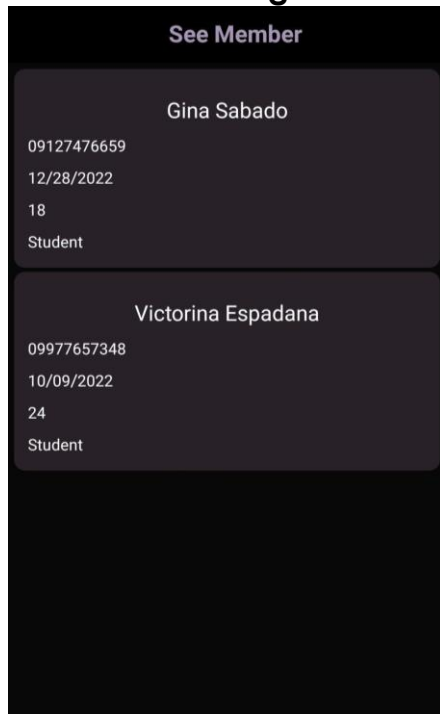 See Member
Gina Sabado
09127476659
12/28/2022
18
Student
Victorina Espadana
09977657348
10/09/2022
24
Student